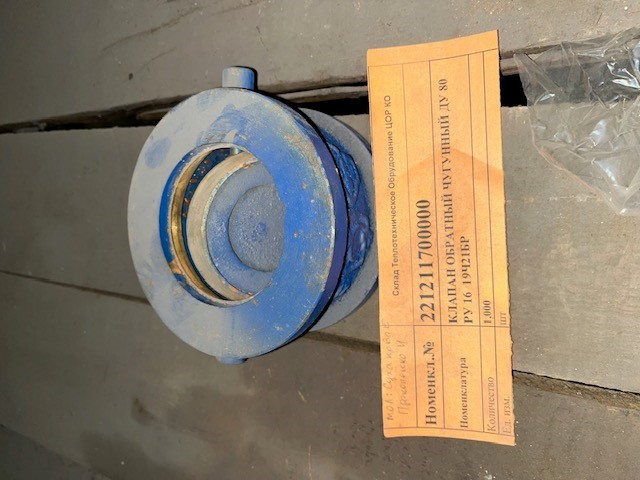 Склад Теплотехническое Оборудование ЦОР КО
Номенкл.№ 221211700000
Номенклатура КЛАПАН ОБРАТНЫЙ ЧУГУННЫЙ ДУ 80
РУ 16 19Ч21БР
Количество 1,000
Ед. изм. шт